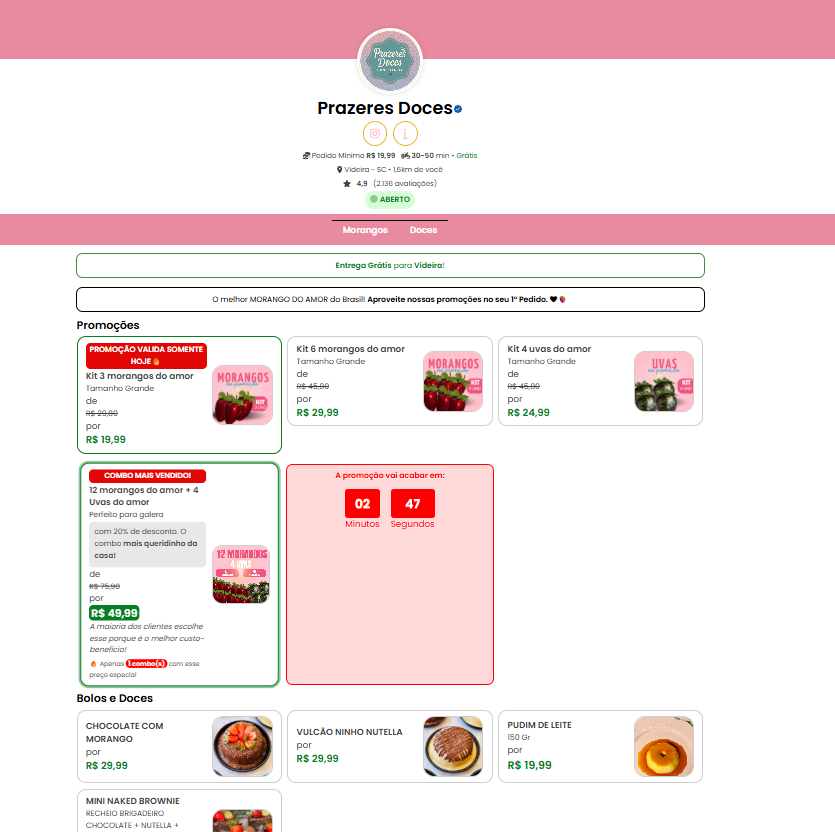 Prazeres
Doces
Prazeres Doces
Pedido Mínimo R$ 19,99 30-50 min • Grátis
Videira - SC • 1,6km de você
4,9 (2.136 avaliações)
ABERTO
Morangos Doces
Entrega Grátis para Videira!
O melhor MORANGO DO AMOR do Brasil! Aproveite nossas promoções no seu 1º Pedido.
Promoções
PROMOÇÃO VALIDA SOMENTE
HOJE
Kit 3 morangos do amor
Tamanho Grande
de
R$ 29,80
por
R$ 19,99
MORANGOS
KIT
Kit 6 morangos do amor
Tamanho Grande
de
R$ 45,80
por
R$ 29,99
MORANGOS
KIT
Kit 4 uvas do amor
Tamanho Grande
de
R$ 45,80
por
R$ 24,99
UVAS
KIT
COMBO MAIS VENDIDO!
12 morangos do amor + 4
Uvas do amor
Perfeito para galera
com 20% de desconto. O
combo mais queridinho da
casa!
de
R$ 75,90
por
R$ 49,99
A maioria dos clientes escolhe
esse porque é o melhor custo-
benefício!
Apenas 1 combo(s) com esse
preço especial
12 MORANGOS
4 UVAS
A promoção vai acabar em:
02 47
Minutos Segundos
Bolos e Doces
CHOCOLATE COM
MORANGO
por
R$ 29,99
VULCÃO NINHO NUTELLA
por
R$ 29,99
PUDIM DE LEITE
150 Gr
por
R$ 19,99
MINI NAKED BROWNIE
RECHEIO BRIGADEIRO
CHOCOLATE + NUTELLA +